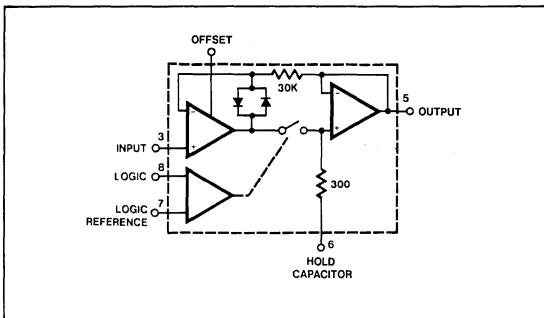 OFFSET
30K
5
OUTPUT
3
INPUT
8
LOGIC
7
LOGIC
REFERENCE
300
6
HOLD
CAPACITOR